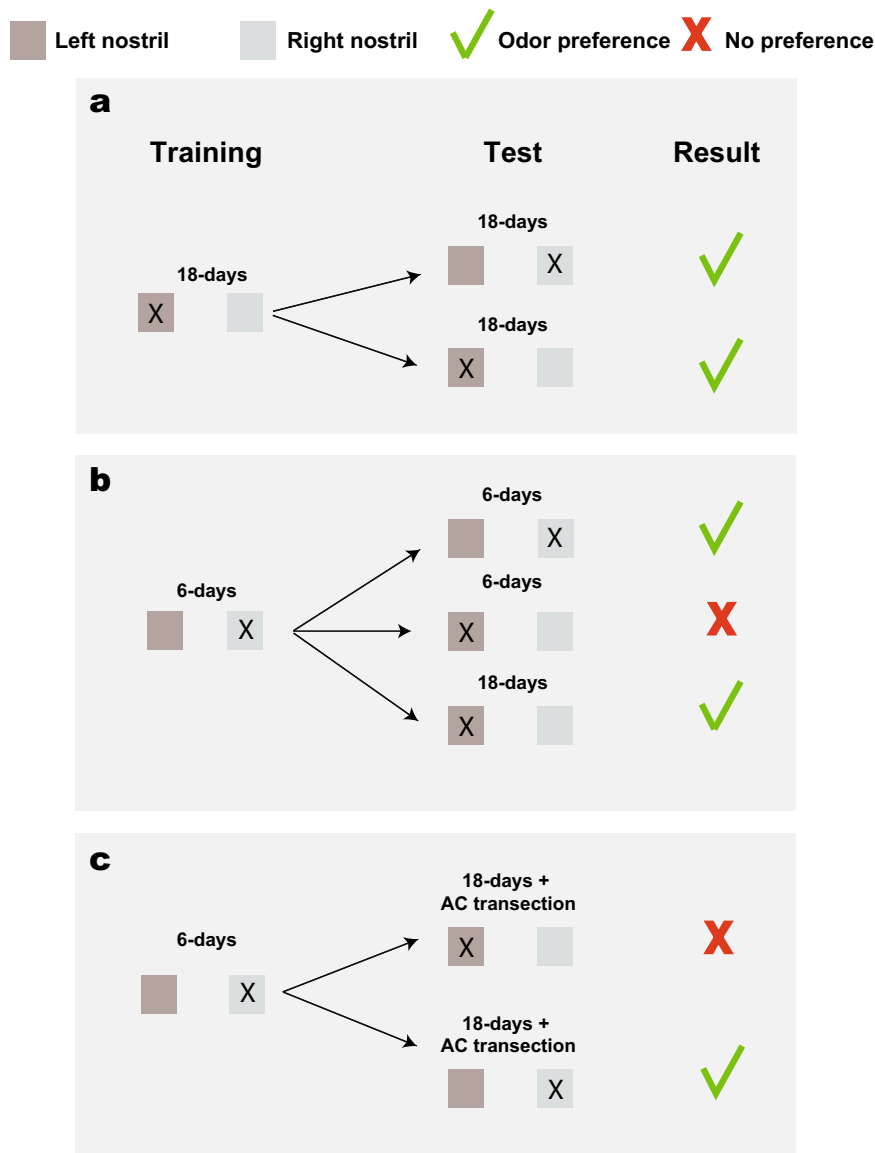 Left nostril
Right nostril
Odor preference
X No preference
a
Training
Test
Result
18-days
18-days
X
X
18-days
X
b
6-days
6-days
X
X
6-days
X
X
18-days
X
c
6-days
X
18-days +
AC transection
X
X
18-days +
AC transection
X